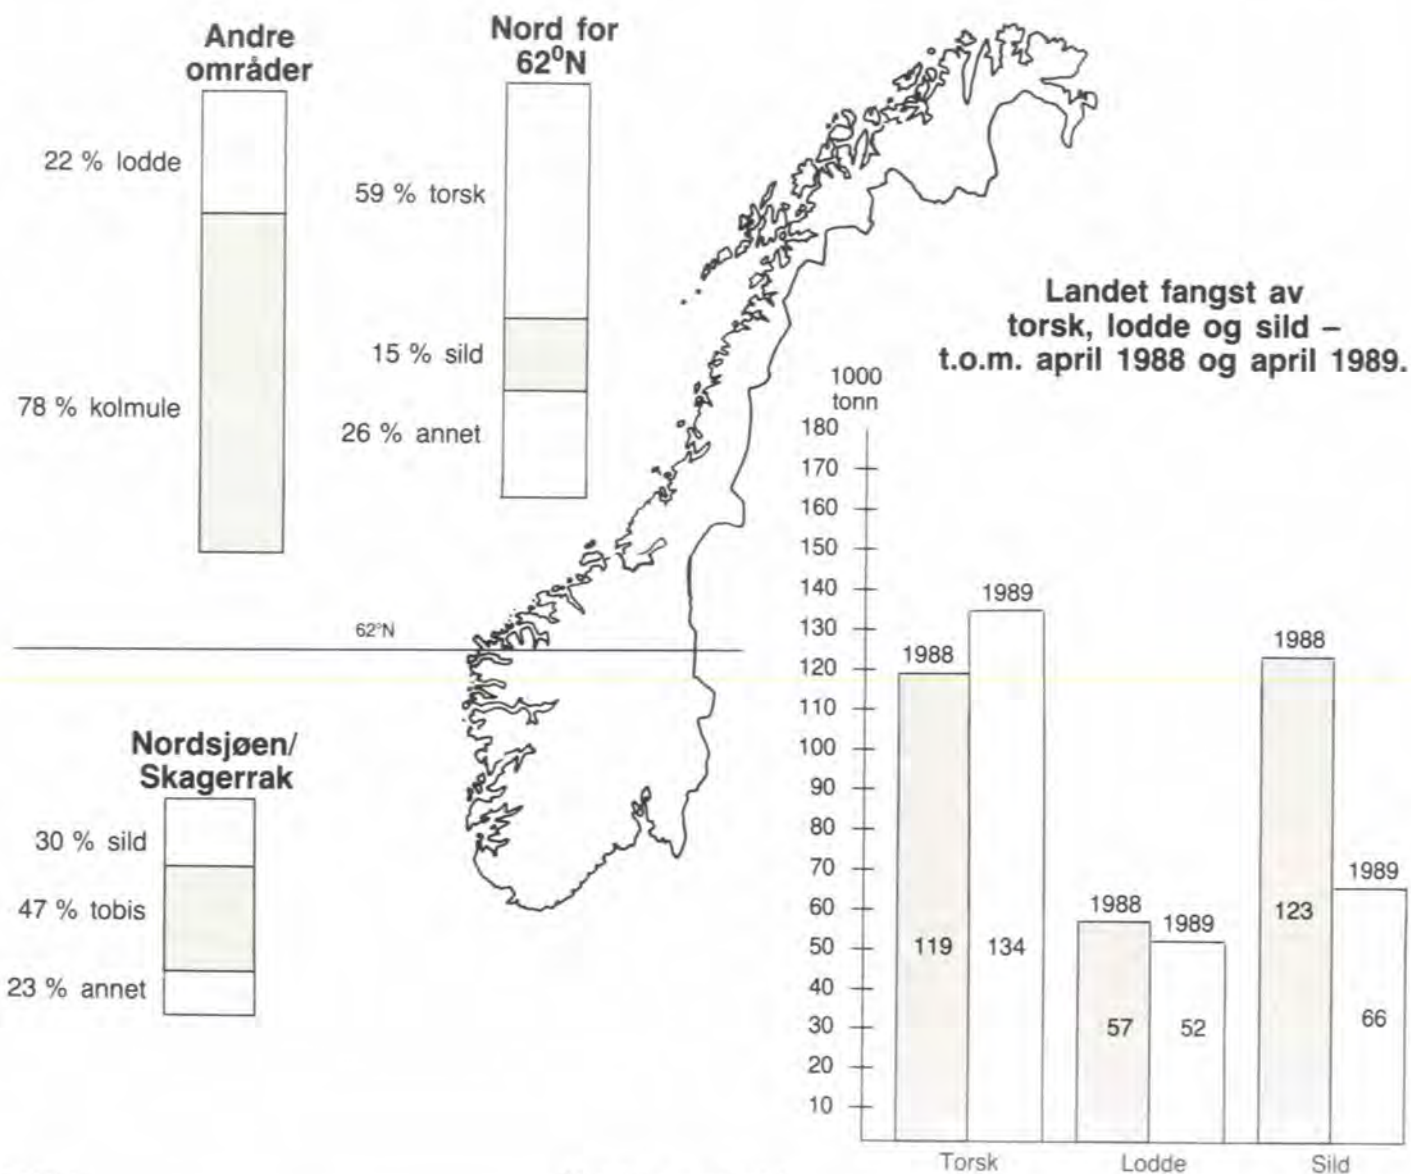 Andre
områder
22 % lodde
78 % kolmule
Nord for
62⁰N
59 % torsk
15 % sild
26 % annet
62°N
Nordsjøen/
Skagerrak
30 % sild
47 % tobis
23 % annet
Landet fangst av
torsk, lodde og sild –
t.o.m. april 1988 og april 1989.
1000
tonn
180
170
160
150
140
130
120
110
100
90
80
70
60
50
40
30
20
10
1988
1989
119
134
Torsk
1988
1989
57
52
Lodde
1988
1989
123
66
Sild